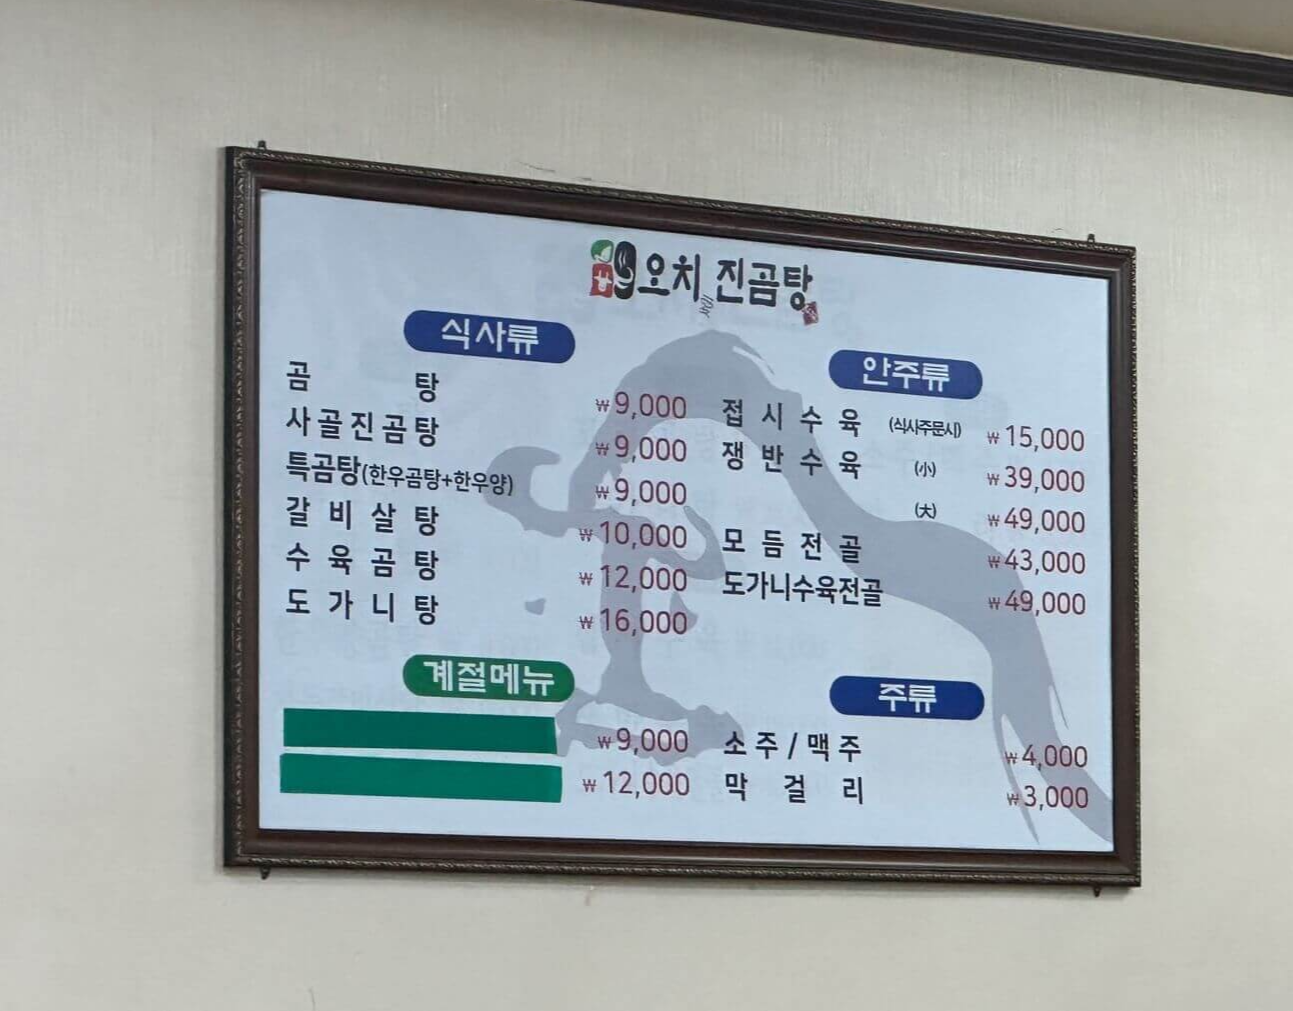 오치 진곰탕
식사류
곰탕 ₩9,000
사골진곰탕 ₩9,000
특곰탕(한우곰탕+한우양) ₩9,000
갈비살탕 ₩10,000
수육곰탕 ₩12,000
도가니탕 ₩16,000
계절메뉴
₩9,000
₩12,000
안주류
접시수육 (식사주문시) ₩15,000
쟁반수육 (小) ₩39,000
(大) ₩49,000
모듬전골 ₩43,000
도가니수육전골 ₩49,000
주류
소주/맥주 ₩4,000
막걸리 ₩3,000